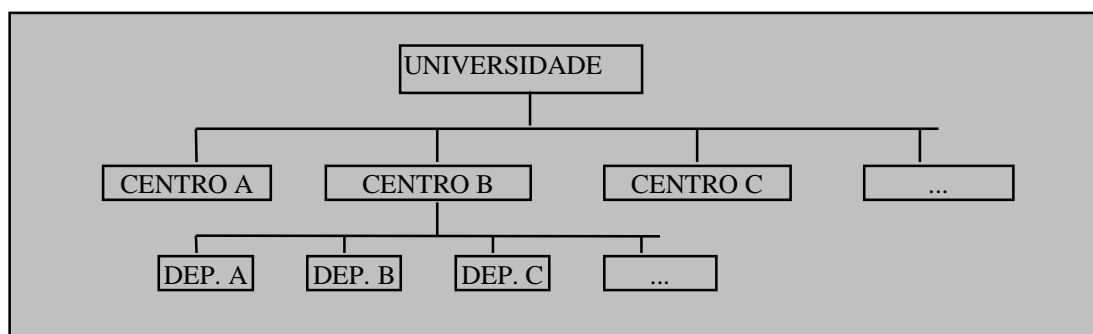 UNIVERSIDADE
CENTRO A CENTRO B CENTRO C ...
DEP. A DEP. B DEP. C ...